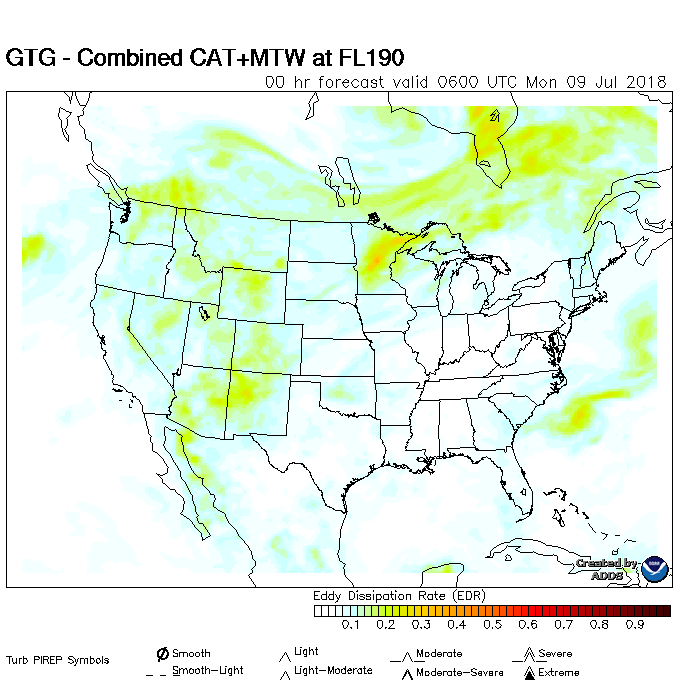 GTG - Combined CAT+MTW at FL190
00 hr forecast valid 0600 UTC Mon 09 Jul 2018
Created by
ADDS
Eddy Dissipation Rate (EDR)
0.1 0.2 0.3 0.4 0.5 0.6 0.7 0.8 0.9
Turb PIREP Symbols
Smooth Light Moderate Severe
Smooth-Light Light-Moderate Moderate-Severe Extreme